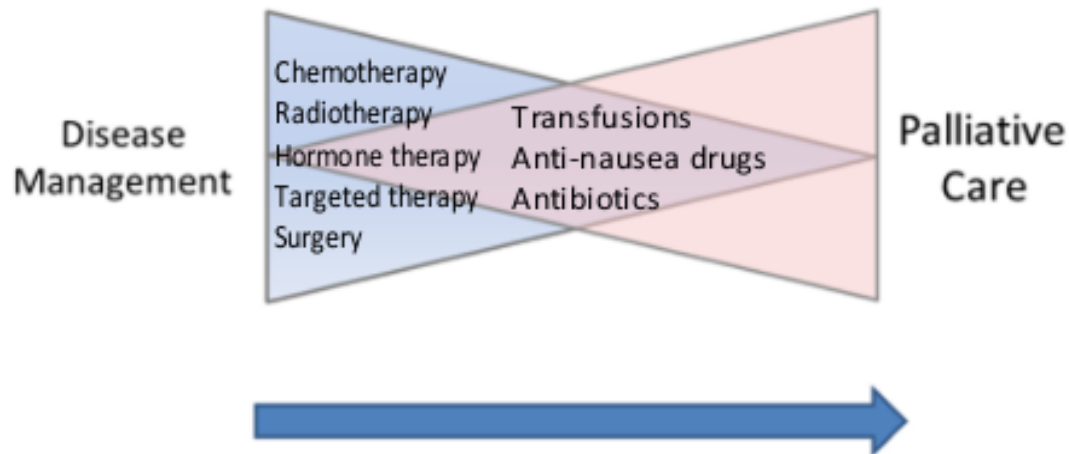 Disease
Management
Chemotherapy
Radiotherapy
Hormone therapy
Targeted therapy
Surgery
Transfusions
Anti-nausea drugs
Antibiotics
Palliative
Care